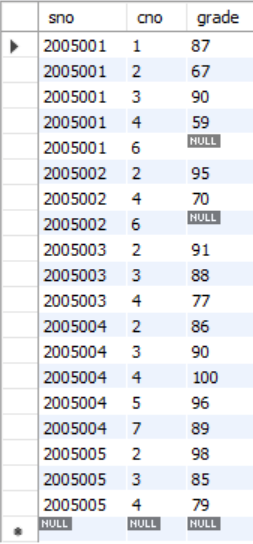 sno cno grade
2005001 1 87
2005001 2 67
2005001 3 90
2005001 4 59
2005001 6 NULL
2005002 2 95
2005002 4 70
2005002 6 NULL
2005003 2 91
2005003 3 88
2005003 4 77
2005004 2 86
2005004 3 90
2005004 4 100
2005004 5 96
2005004 7 89
2005005 2 98
2005005 3 85
2005005 4 79
NULL NULL NULL